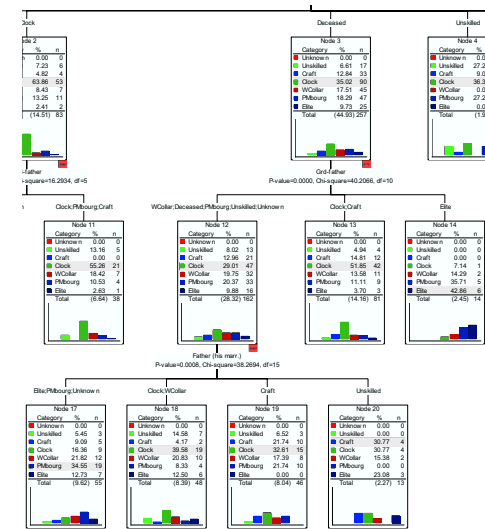 Clock
Deceased
Unskilled
Node 2
Node 3
Node 4
% n
Category % n
Category %
0.00 0
Unknown 0.00 0
Unknown 0.00
7.23 6
Unskilled 6.61 17
Unskilled 27.2
4.82 4
Craft 12.84 33
Craft 9.0
63.86 53
Clock 35.02 90
Clock 36.3
8.43 7
WCollar 17.51 45
WCollar 0.0
13.25 11
PMbourg 18.29 47
PMbourg 27.2
2.41 2
Elite 9.73 25
Elite 0.0
(14.51) 83
Total (44.93) 257
Total (1.9
d-father
Grd-father
i-square=16.2934, df=5
P-value=0.0000, Chi-square=40.2066, df=10
n
Clock;PMbourg;Craft
WCollar;Deceased;PMbourg;Unskilled;Unknown
Clock;Craft
Elite
Node 11
Node 12
Node 13
Node 14
Category % n
Category % n
Category % n
Category % n
Unknown 0.00 0
Unknown 0.00 0
Unknown 0.00 0
Unknown 0.00 0
Unskilled 13.16 5
Unskilled 8.02 13
Unskilled 4.94 4
Unskilled 0.00 0
Craft 0.00 0
Craft 12.96 21
Craft 14.81 12
Craft 0.00 0
Clock 55.26 21
Clock 29.01 47
Clock 51.85 42
Clock 7.14 1
WCollar 18.42 7
WCollar 19.75 32
WCollar 13.58 11
WCollar 14.29 2
PMbourg 10.53 4
PMbourg 20.37 33
PMbourg 11.11 9
PMbourg 35.71 5
Elite 2.63 1
Elite 9.88 16
Elite 3.70 3
Elite 42.86 6
Total (6.64) 38
Total (28.32) 162
Total (14.16) 81
Total (2.45) 14
Father (his marr.)
P-value=0.0008, Chi-square=38.2694, df=15
Elite;PMbourg;Unknown
Clock;WCollar
Craft
Unskilled
Node 17
Node 18
Node 19
Node 20
Category % n
Category % n
Category % n
Category % n
Unknown 0.00 0
Unknown 0.00 0
Unknown 0.00 0
Unknown 0.00 0
Unskilled 5.45 3
Unskilled 14.58 7
Unskilled 6.52 3
Unskilled 0.00 0
Craft 9.09 5
Craft 4.17 2
Craft 21.74 10
Craft 30.77 4
Clock 16.36 9
Clock 39.58 19
Clock 32.61 15
Clock 30.77 4
WCollar 21.82 12
WCollar 20.83 10
WCollar 17.39 8
WCollar 15.38 2
PMbourg 34.55 19
PMbourg 8.33 4
PMbourg 21.74 10
PMbourg 0.00 0
Elite 12.73 7
Elite 12.50 6
Elite 0.00 0
Elite 23.08 3
Total (9.62) 55
Total (8.39) 48
Total (8.04) 46
Total (2.27) 13